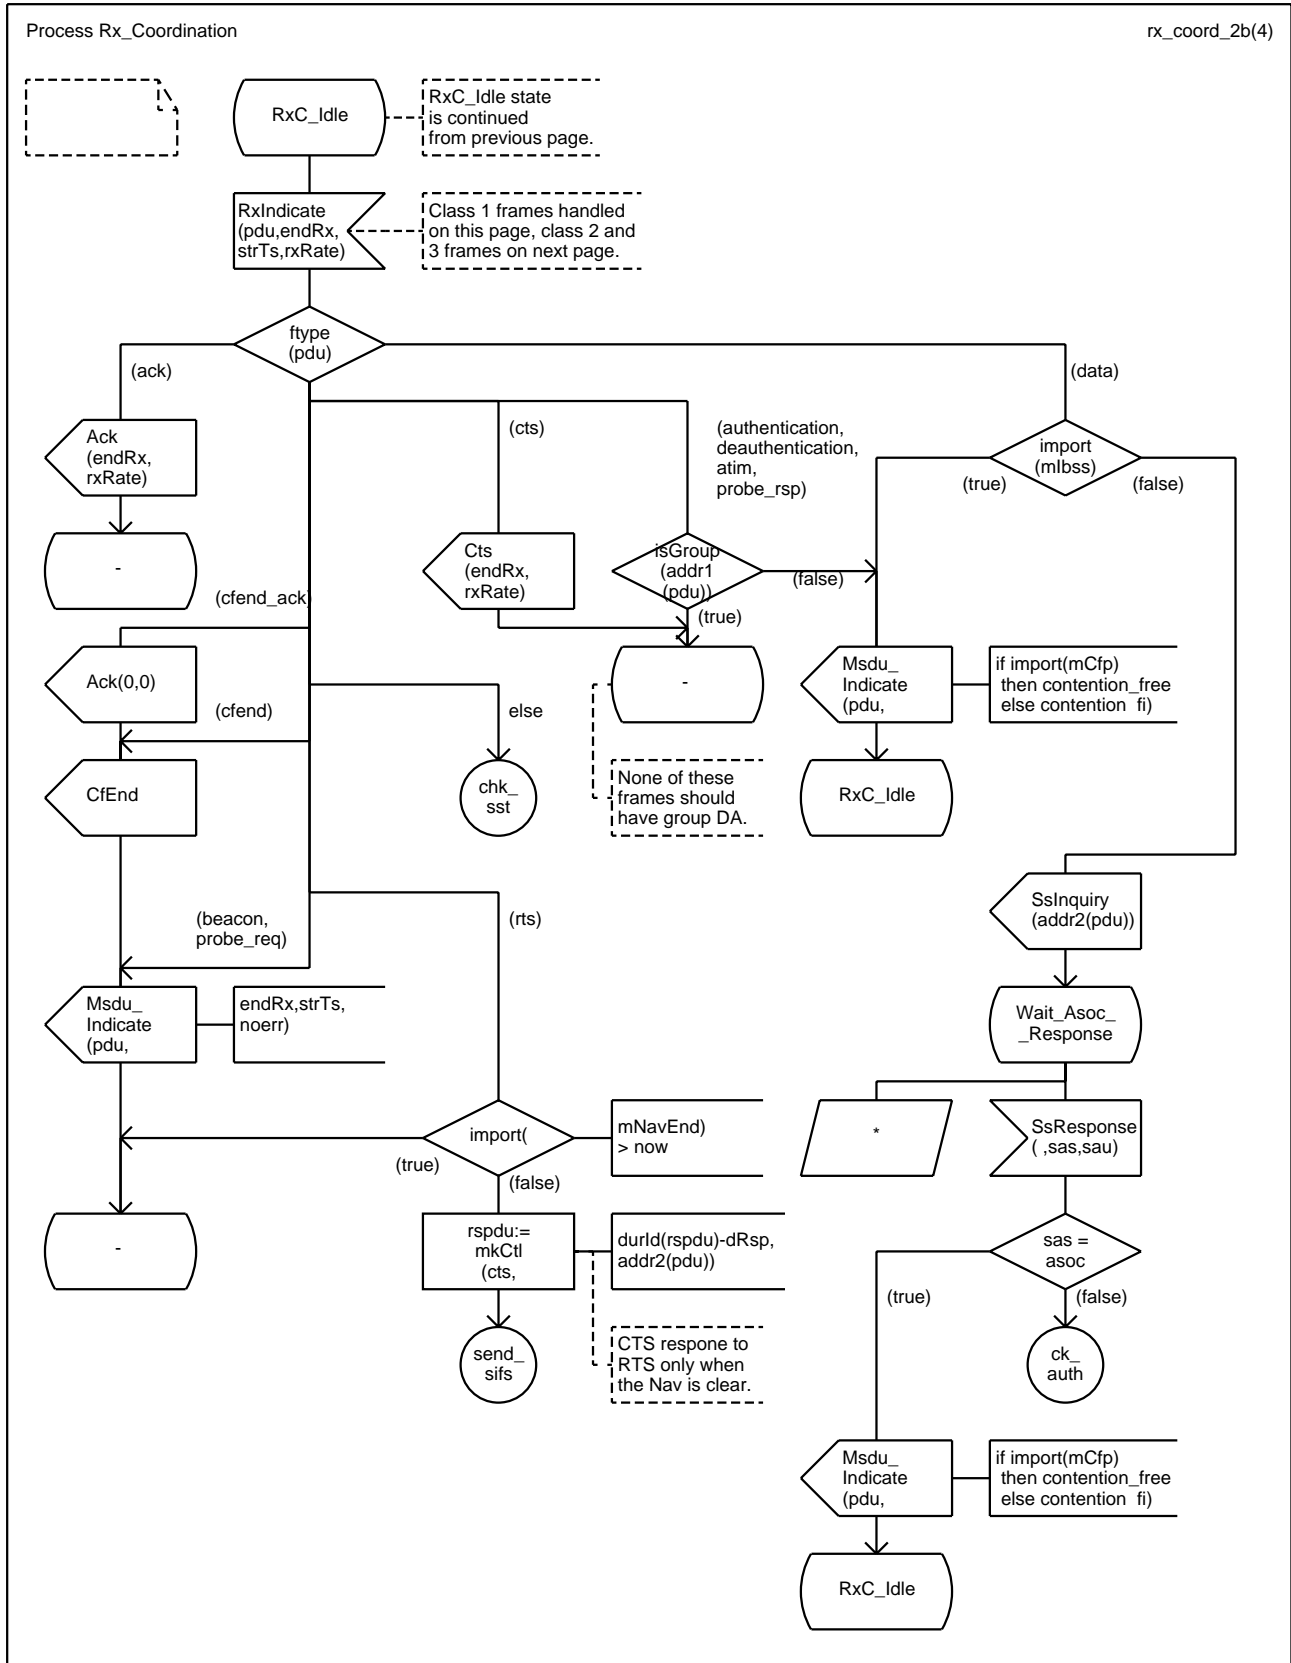 Process Rx_Coordination
rx_coord_2b(4)
RxC_Idle
RxC_Idle state
is continued
from previous page.
RxIndicate
(pdu,endRx,
strTs,rxRate)
Class 1 frames handled
on this page, class 2 and
3 frames on next page.
ftype
(pdu)
(ack)
(data)
Ack
(endRx,
rxRate)
(cts)
(authentication,
deauthentication,
atim,
probe_rsp)
import
(mIbss)
(true)
(false)
-
Cts
(endRx,
rxRate)
isGroup
(addr1
(pdu))
(false)
(true)
(cfend_ack)
Ack(0,0)
-
Msdu_
Indicate
(pdu,
if import(mCfp)
then contention_free
else contention fi)
(cfend)
else
CfEnd
chk_
sst
None of these
frames should
have group DA.
RxC_Idle
SsInquiry
(addr2(pdu))
(beacon,
probe_req)
(rts)
Msdu_
Indicate
(pdu,
endRx,strTs,
noerr)
Wait_Asoc_
_Response
import(
mNavEnd)
> now
*
SsResponse
( ,sas,sau)
(true)
(false)
-
rspdu:=
mkCtl
(cts,
durId(rspdu)-dRsp,
addr2(pdu))
sas =
asoc
(true)
(false)
send_
sifs
CTS respone to
RTS only when
the Nav is clear.
ck_
auth
Msdu_
Indicate
(pdu,
if import(mCfp)
then contention_free
else contention fi)
RxC_Idle